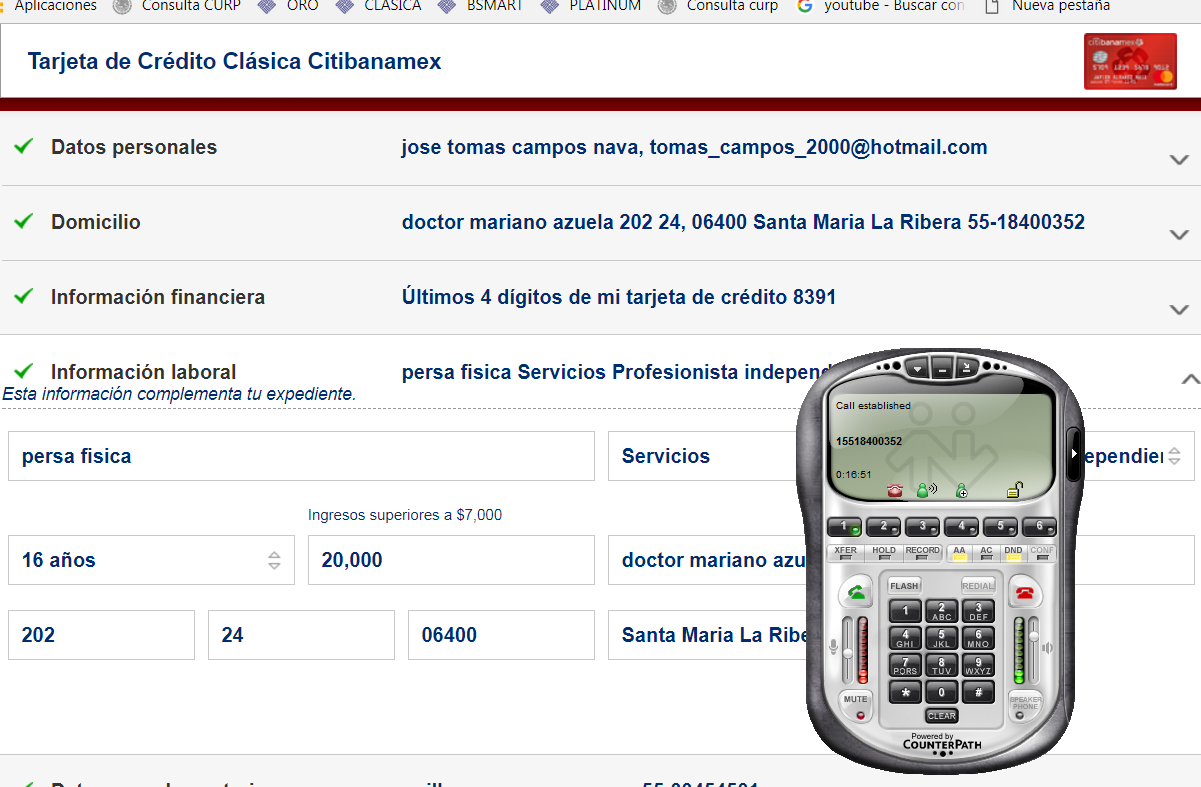 Aplicaciones Consulta CURP ORO CLASICA BSMART PLATINUM Consulta curp youtube - Buscar con Nueva pestaña
Tarjeta de Crédito Clásica Citibanamex
citibanamex
Datos personales jose tomas campos nava, tomas_campos_2000@hotmail.com
Domicilio doctor mariano azuela 202 24, 06400 Santa Maria La Ribera 55-18400352
Información financiera Últimos 4 dígitos de mi tarjeta de crédito 8391
Información laboral persa fisica Servicios Profesionista independ
Esta información complementa tu expediente.
persa fisica Servicios ependier
Ingresos superiores a $7,000
16 años 20,000 doctor mariano azu
202 24 06400 Santa Maria La Ribe
Call established
15518400352
0:16:51
1 2 3 4 5 6
XFER HOLD RECORD AA AC DND CONF
FLASH REDIAL
1 2 ABC 3 DEF
4 GHI 5 JKL 6 MNO
7 PQRS 8 TUV 9 WXYZ
* 0 #
MUTE CLEAR SPEAKER PHONE
Powered by
COUNTERPATH